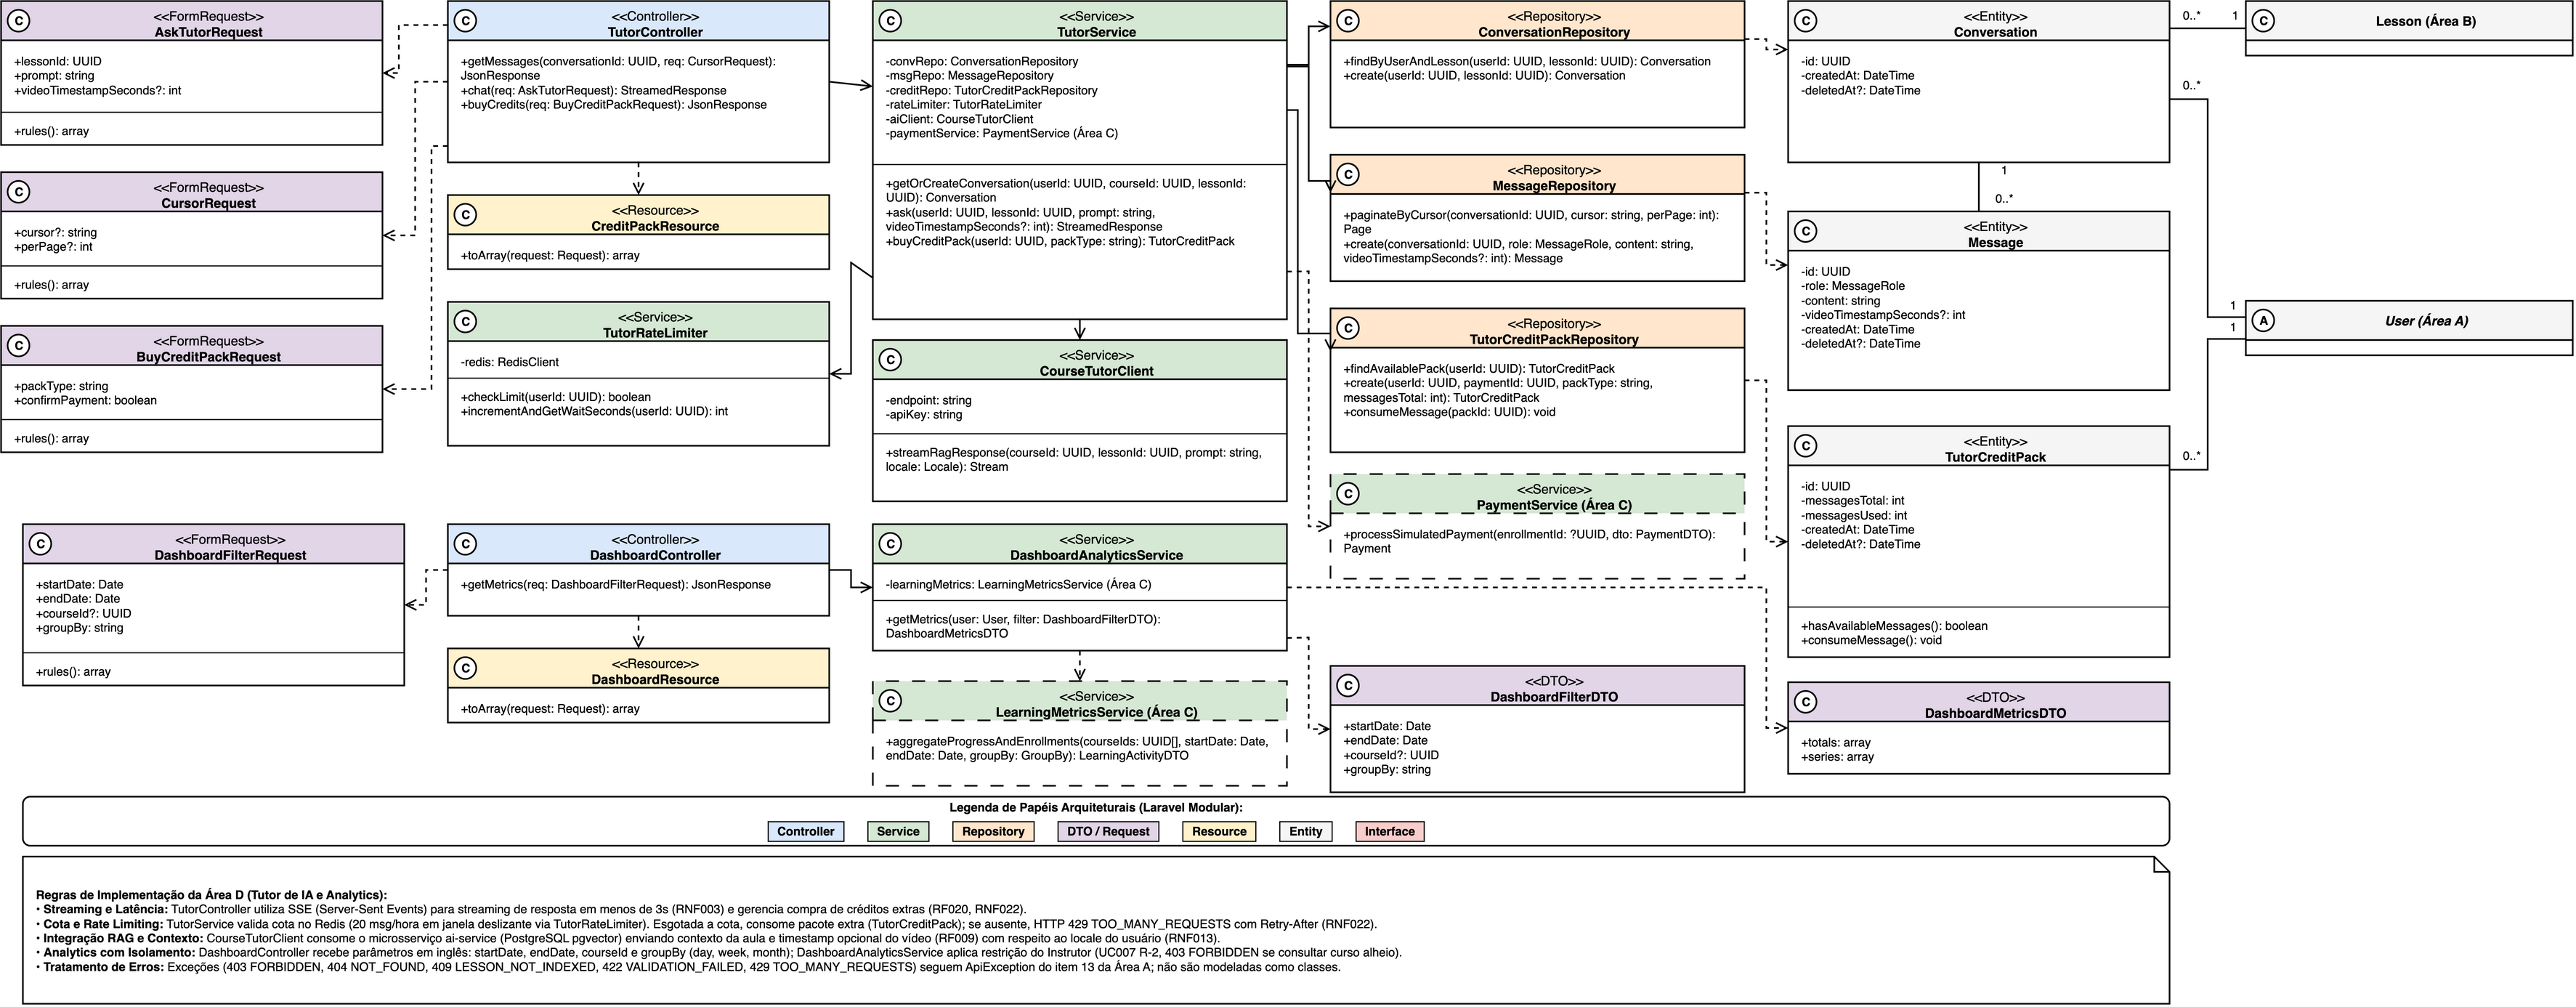 C
<<FormRequest>>
AskTutorRequest
+lessonId: UUID
+prompt: string
+videoTimestampSeconds?: int
+rules(): array
C
<<FormRequest>>
CursorRequest
+cursor?: string
+perPage?: int
+rules(): array
C
<<FormRequest>>
BuyCreditPackRequest
+packType: string
+confirmPayment: boolean
+rules(): array
C
<<Controller>>
TutorController
+getMessages(conversationId: UUID, req: CursorRequest):
JsonResponse
+chat(req: AskTutorRequest): StreamedResponse
+buyCredits(req: BuyCreditPackRequest): JsonResponse
C
<<Resource>>
CreditPackResource
+toArray(request: Request): array
C
<<Service>>
TutorRateLimiter
-redis: RedisClient
+checkLimit(userId: UUID): boolean
+incrementAndGetWaitSeconds(userId: UUID): int
C
<<Service>>
TutorService
-convRepo: ConversationRepository
-msgRepo: MessageRepository
-creditRepo: TutorCreditPackRepository
-rateLimiter: TutorRateLimiter
-aiClient: CourseTutorClient
-paymentService: PaymentService (Área C)
+getOrCreateConversation(userId: UUID, courseId: UUID, lessonId:
UUID): Conversation
+ask(userId: UUID, lessonId: UUID, prompt: string,
videoTimestampSeconds?: int): StreamedResponse
+buyCreditPack(userId: UUID, packType: string): TutorCreditPack
C
<<Service>>
CourseTutorClient
-endpoint: string
-apiKey: string
+streamRagResponse(courseId: UUID, lessonId: UUID, prompt: string,
locale: Locale): Stream
C
<<Repository>>
ConversationRepository
+findByUserAndLesson(userId: UUID, lessonId: UUID): Conversation
+create(userId: UUID, lessonId: UUID): Conversation
C
<<Repository>>
MessageRepository
+paginateByCursor(conversationId: UUID, cursor: string, perPage: int):
Page
+create(conversationId: UUID, role: MessageRole, content: string,
videoTimestampSeconds?: int): Message
C
<<Repository>>
TutorCreditPackRepository
+findAvailablePack(userId: UUID): TutorCreditPack
+create(userId: UUID, paymentId: UUID, packType: string,
messagesTotal: int): TutorCreditPack
+consumeMessage(packId: UUID): void
C
<<Service>>
PaymentService (Área C)
+processSimulatedPayment(enrollmentId: ?UUID, dto: PaymentDTO):
Payment
C
<<Entity>>
Conversation
-id: UUID
-createdAt: DateTime
-deletedAt?: DateTime
0..*
1
C
Lesson (Área B)
0..*
1
0..*
C
<<Entity>>
Message
-id: UUID
-role: MessageRole
-content: string
-videoTimestampSeconds?: int
-createdAt: DateTime
-deletedAt?: DateTime
1
1
A
User (Área A)
C
<<Entity>>
TutorCreditPack
0..*
-id: UUID
-messagesTotal: int
-messagesUsed: int
-createdAt: DateTime
-deletedAt?: DateTime
+hasAvailableMessages(): boolean
+consumeMessage(): void
C
<<FormRequest>>
DashboardFilterRequest
+startDate: Date
+endDate: Date
+courseId?: UUID
+groupBy: string
+rules(): array
C
<<Controller>>
DashboardController
+getMetrics(req: DashboardFilterRequest): JsonResponse
C
<<Resource>>
DashboardResource
+toArray(request: Request): array
C
<<Service>>
DashboardAnalyticsService
-learningMetrics: LearningMetricsService (Área C)
+getMetrics(user: User, filter: DashboardFilterDTO):
DashboardMetricsDTO
C
<<Service>>
LearningMetricsService (Área C)
+aggregateProgressAndEnrollments(courseIds: UUID[], startDate: Date,
endDate: Date, groupBy: GroupBy): LearningActivityDTO
C
<<DTO>>
DashboardFilterDTO
+startDate: Date
+endDate: Date
+courseId?: UUID
+groupBy: string
C
<<DTO>>
DashboardMetricsDTO
+totals: array
+series: array
Legenda de Papéis Arquiteturais (Laravel Modular):
Controller
Service
Repository
DTO / Request
Resource
Entity
Interface
Regras de Implementação da Área D (Tutor de IA e Analytics):
• Streaming e Latência: TutorController utiliza SSE (Server-Sent Events) para streaming de resposta em menos de 3s (RNF003) e gerencia compra de créditos extras (RF020, RNF022).
• Cota e Rate Limiting: TutorService valida cota no Redis (20 msg/hora em janela deslizante via TutorRateLimiter). Esgotada a cota, consome pacote extra (TutorCreditPack); se ausente, HTTP 429 TOO_MANY_REQUESTS com Retry-After (RNF022).
• Integração RAG e Contexto: CourseTutorClient consome o microsserviço ai-service (PostgreSQL pgvector) enviando contexto da aula e timestamp opcional do vídeo (RF009) com respeito ao locale do usuário (RNF013).
• Analytics com Isolamento: DashboardController recebe parâmetros em inglês: startDate, endDate, courseId e groupBy (day, week, month); DashboardAnalyticsService aplica restrição do Instrutor (UC007 R-2, 403 FORBIDDEN se consultar curso alheio).
• Tratamento de Erros: Exceções (403 FORBIDDEN, 404 NOT_FOUND, 409 LESSON_NOT_INDEXED, 422 VALIDATION_FAILED, 429 TOO_MANY_REQUESTS) seguem ApiException do item 13 da Área A; não são modeladas como classes.